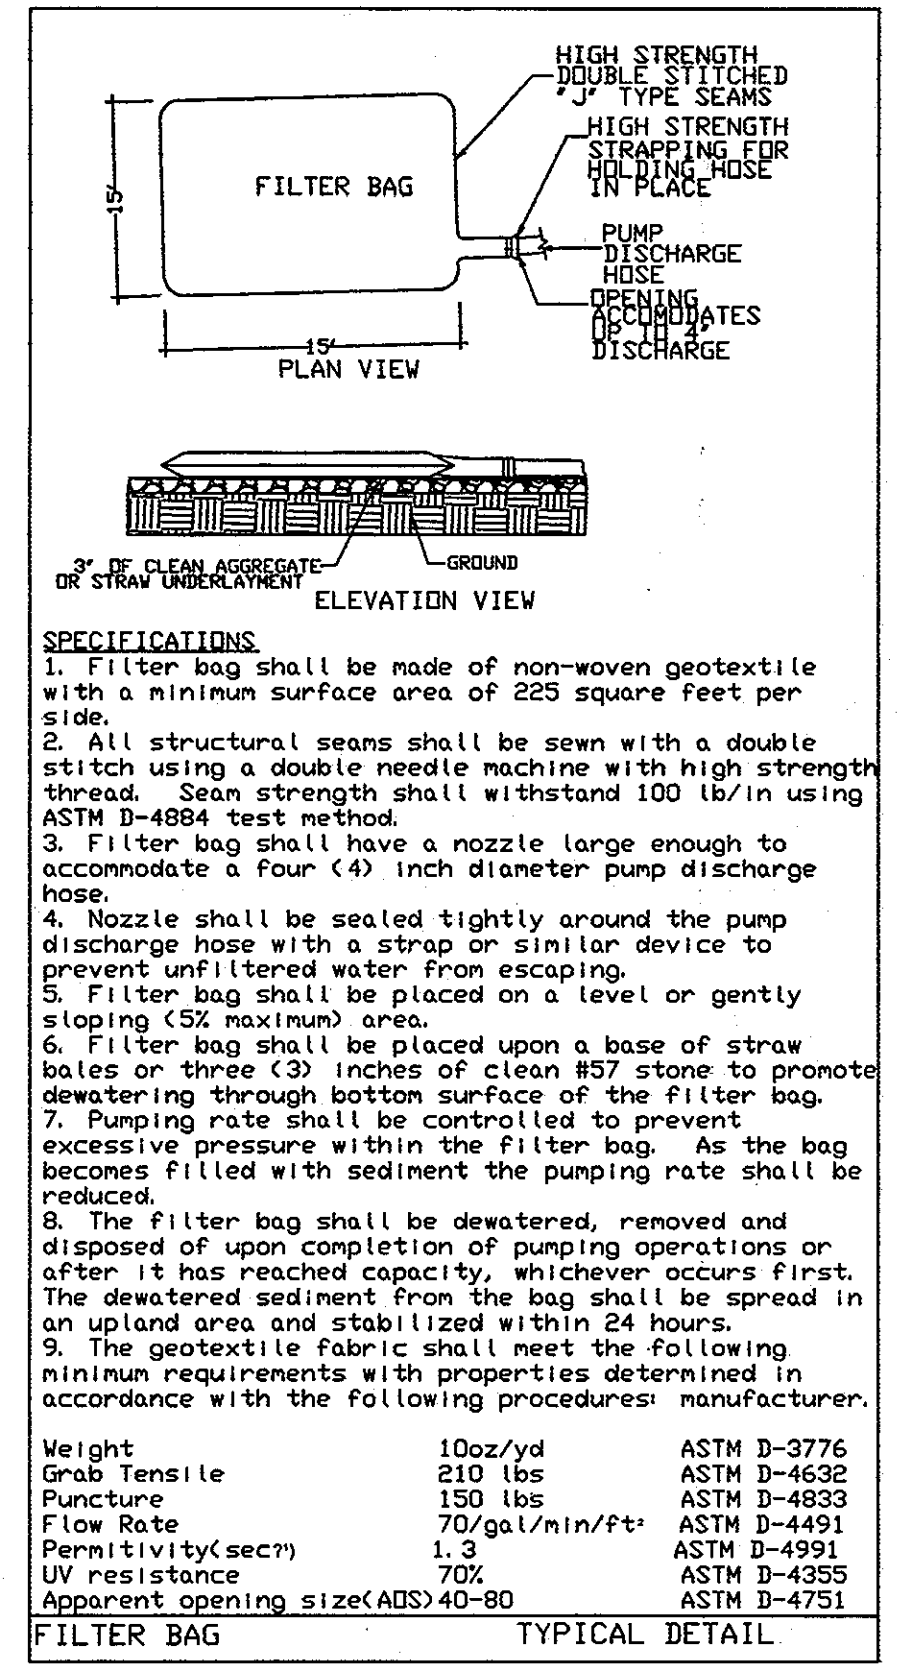 HIGH STRENGTH
DOUBLE STITCHED
"J" TYPE SEAMS
HIGH STRENGTH
STRAPPING FOR
HOLDING HOSE
IN PLACE
FILTER BAG
15'
PUMP
DISCHARGE
HOSE
OPENING
ACCOMODATES
UP TO 4"
DISCHARGE
15'
PLAN VIEW
3" OF CLEAN AGGREGATE
OR STRAW UNDERLAYMENT
GROUND
ELEVATION VIEW
SPECIFICATIONS
1. Filter bag shall be made of non-woven geotextile
with a minimum surface area of 225 square feet per
side.
2. All structural seams shall be sewn with a double
stitch using a double needle machine with high strength
thread. Seam strength shall withstand 100 lb/in using
ASTM D-4884 test method.
3. Filter bag shall have a nozzle large enough to
accommodate a four (4) inch diameter pump discharge
hose.
4. Nozzle shall be sealed tightly around the pump
discharge hose with a strap or similar device to
prevent unfiltered water from escaping.
5. Filter bag shall be placed on a level or gently
sloping (5% maximum) area.
6. Filter bag shall be placed upon a base of straw
bales or three (3) inches of clean #57 stone to promote
dewatering through bottom surface of the filter bag.
7. Pumping rate shall be controlled to prevent
excessive pressure within the filter bag. As the bag
becomes filled with sediment the pumping rate shall be
reduced.
8. The filter bag shall be dewatered, removed and
disposed of upon completion of pumping operations or
after it has reached capacity, whichever occurs first.
The dewatered sediment from the bag shall be spread in
an upland area and stabilized within 24 hours.
9. The geotextile fabric shall meet the following
minimum requirements with properties determined in
accordance with the following procedures: manufacturer.
Weight 10oz/yd ASTM D-3776
Grab Tensile 210 lbs ASTM D-4632
Puncture 150 lbs ASTM D-4833
Flow Rate 70/gal/min/ft² ASTM D-4491
Permitivity(sec?¹) 1.3 ASTM D-4991
UV resistance 70% ASTM D-4355
Apparent opening size(AOS) 40-80 ASTM D-4751
FILTER BAG TYPICAL DETAIL